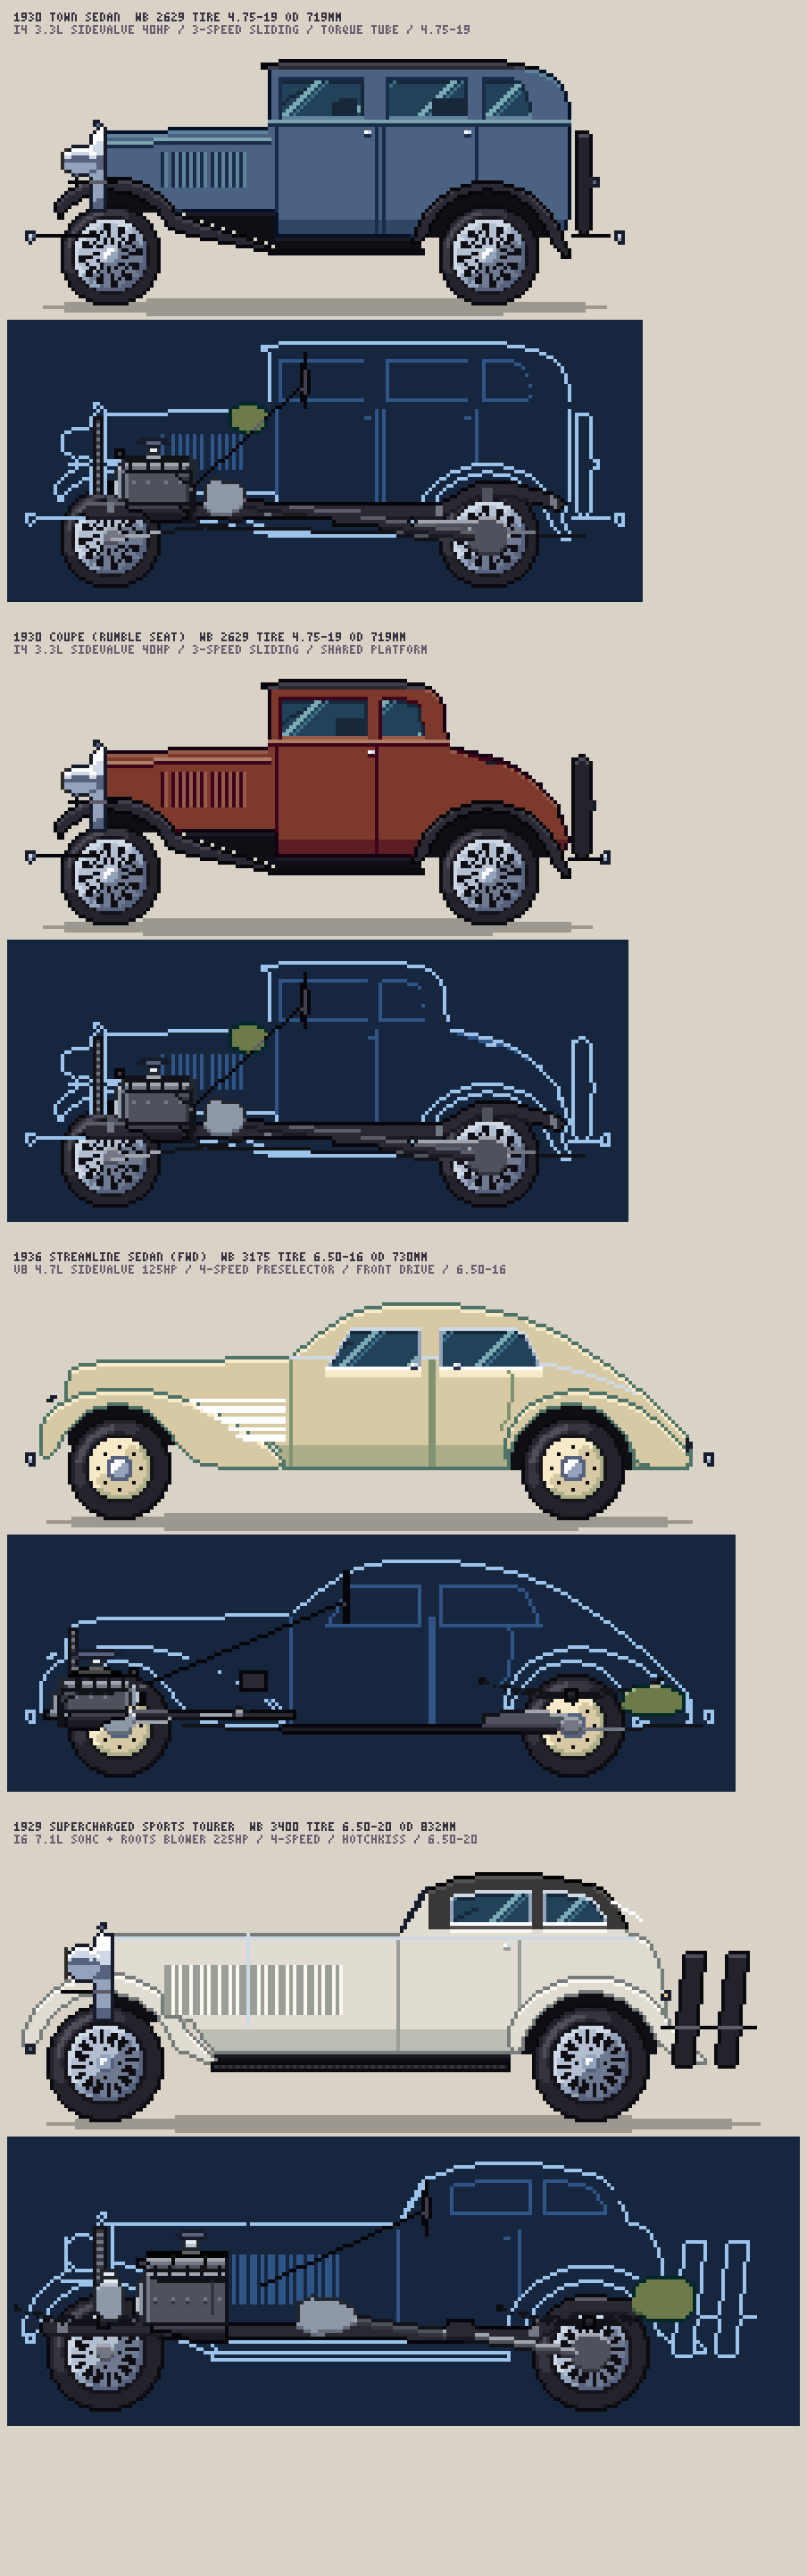 1930 TOWN SEDAN  WB 2629 TIRE 4.75-19 OD 719MM
I4 3.3L SIDEVALVE 40HP / 3-SPEED SLIDING / TORQUE TUBE / 4.75-19
1930 COUPE (RUMBLE SEAT)  WB 2629 TIRE 4.75-19 OD 719MM
I4 3.3L SIDEVALVE 40HP / 3-SPEED SLIDING / SHARED PLATFORM
1936 STREAMLINE SEDAN (FWD)  WB 3175 TIRE 6.50-16 OD 730MM
V8 4.7L SIDEVALVE 125HP / 4-SPEED PRESELECTOR / FRONT DRIVE / 6.50-16
1929 SUPERCHARGED SPORTS TOURER  WB 3400 TIRE 6.50-20 OD 832MM
I6 7.1L SOHC + ROOTS BLOWER 225HP / 4-SPEED / HOTCHKISS / 6.50-20